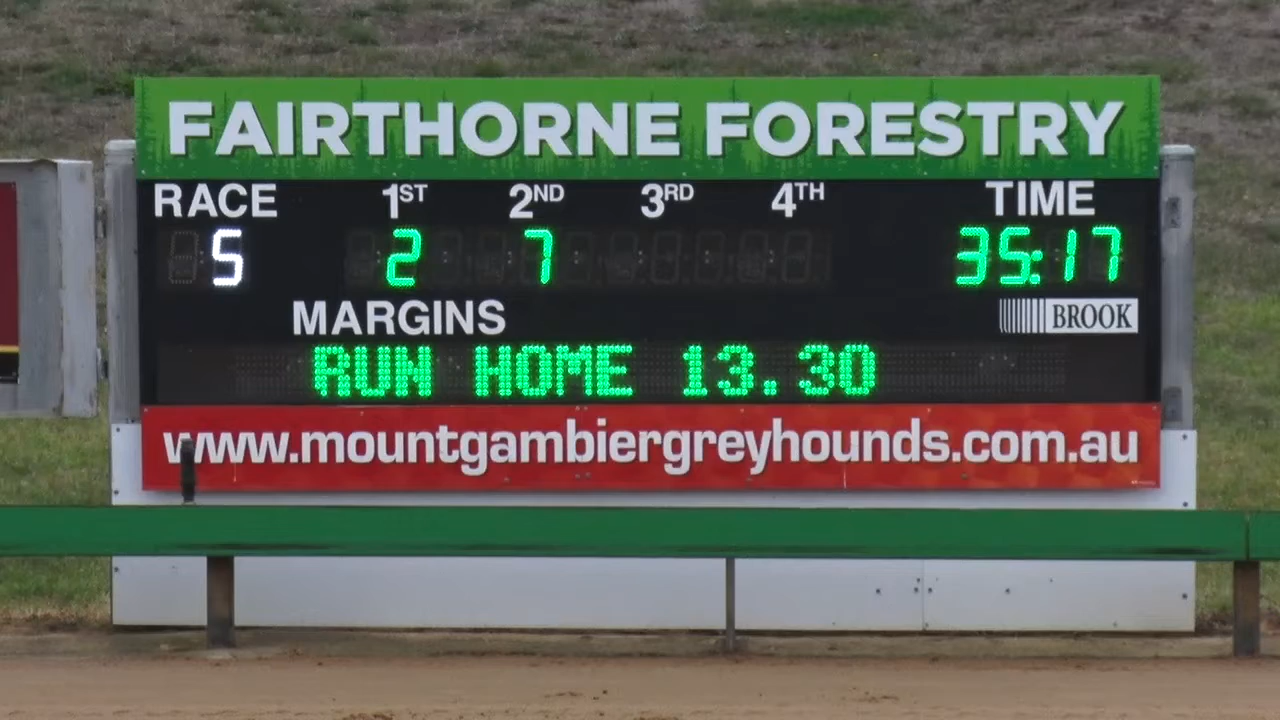 FAIRTHORNE FORESTRY
RACE 1ST 2ND 3RD 4TH TIME
5 2 7 35:17
MARGINS BROOK
RUN HOME 13.30
www.mountgambiergreyhounds.com.au